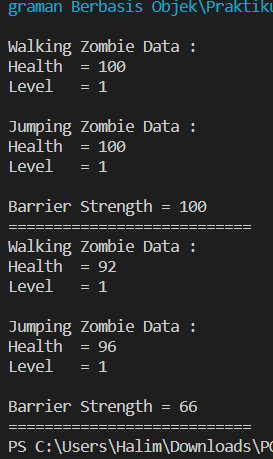 graman Berbasis Objek\Praktiku
Walking Zombie Data :
Health  = 100
Level   = 1
Jumping Zombie Data :
Health  = 100
Level   = 1
Barrier Strength = 100
===========================
Walking Zombie Data :
Health  = 92
Level   = 1
Jumping Zombie Data :
Health  = 96
Level   = 1
Barrier Strength = 66
===========================
PS C:\Users\Halim\Downloads\PO